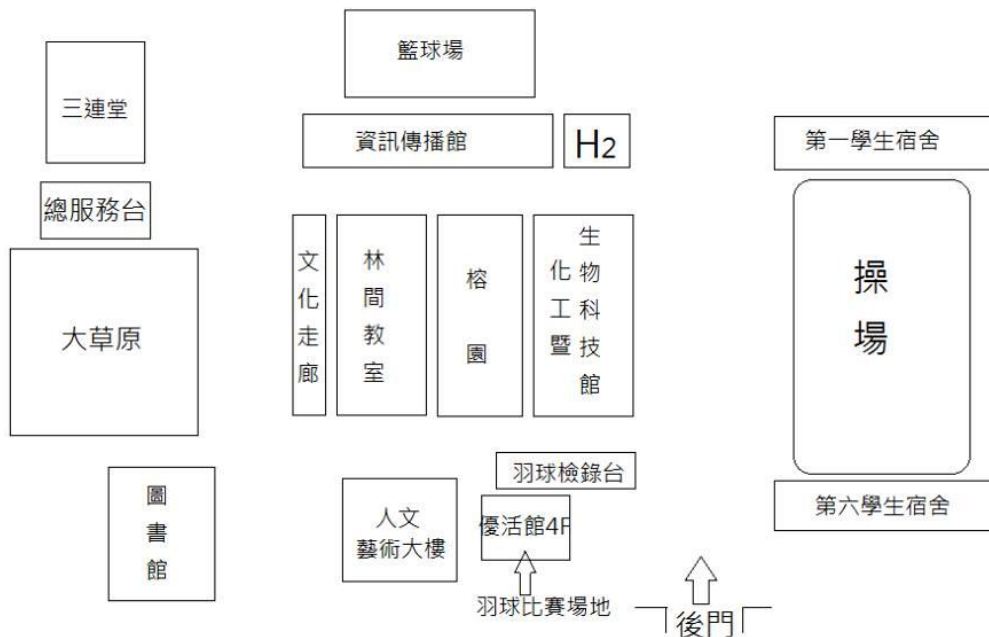 籃球場
三連堂
資訊傳播館
H2
第一學生宿舍
總服務台
大草原
文化走廊
林間教室
榕園
化工暨
生物科技館
操場
羽球檢錄台
圖書館
人文
藝術大樓
優活館4F
第六學生宿舍
羽球比賽場地
後門